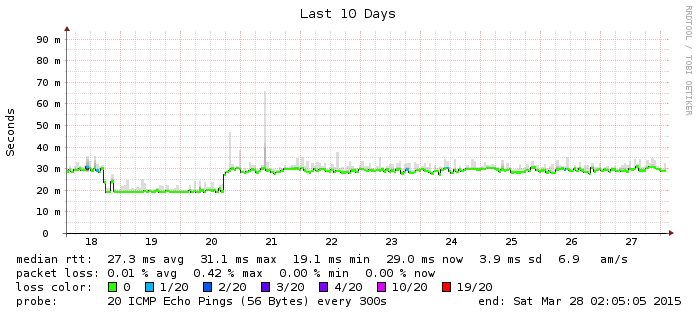 Last 10 Days
RRDTOOL / TOBI OETIKER
Seconds
90 m
80 m
70 m
60 m
50 m
40 m
30 m
20 m
10 m
0
18 19 20 21 22 23 24 25 26 27
median rtt: 27.3 ms avg 31.1 ms max 19.1 ms min 29.0 ms now 3.9 ms sd 6.9 am/s
packet loss: 0.01 % avg 0.42 % max 0.00 % min 0.00 % now
loss color: 0 1/20 2/20 3/20 4/20 10/20 19/20
probe: 20 ICMP Echo Pings (56 Bytes) every 300s end: Sat Mar 28 02:05:05 2015